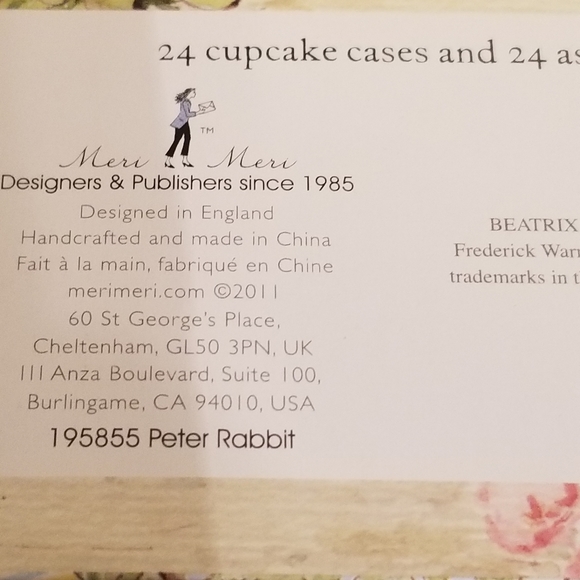 24 cupcake cases and 24 as
TM
Meri Meri
Designers & Publishers since 1985
Designed in England
Handcrafted and made in China
Fait à la main, fabriqué en Chine
merimeri.com ©2011
60 St George's Place,
Cheltenham, GL50 3PN, UK
111 Anza Boulevard, Suite 100,
Burlingame, CA 94010, USA
195855 Peter Rabbit
BEATRIX
Frederick Warn
trademarks in t